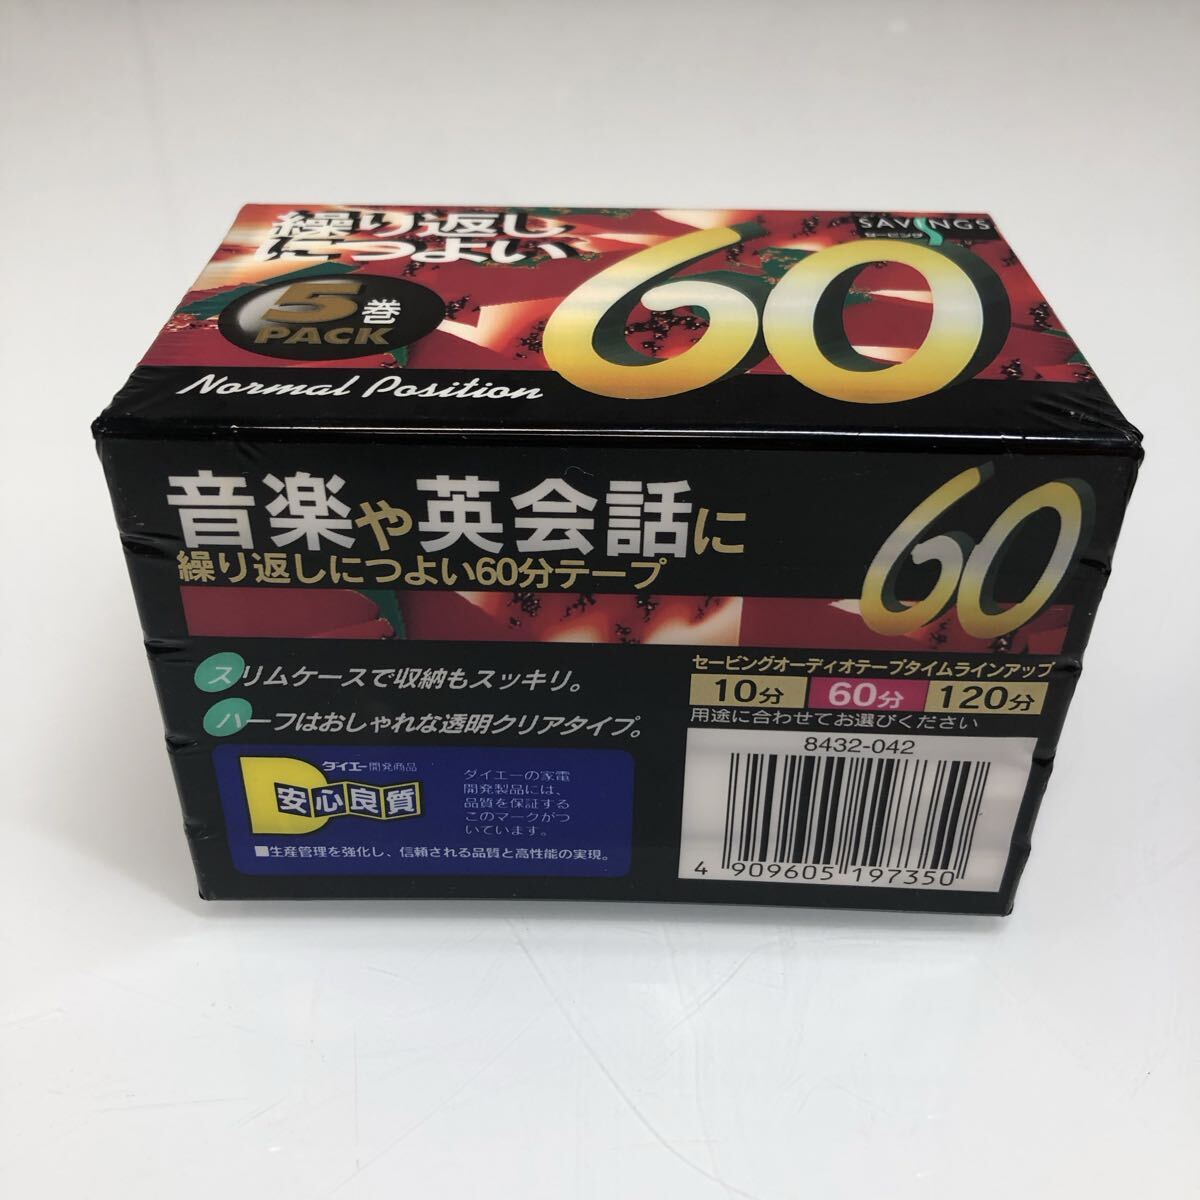 繰り返し
につよい
5巻
PACK
SAVINGS
セービング
60
Normal Position
音楽や英会話に
繰り返しにつよい60分テープ
60
スリムケースで収納もスッキリ。
ハーフはおしゃれな透明クリアタイプ。
セービングオーディオテープタイムラインアップ
10分 60分 120分
用途に合わせてお選びください
ダイエー開発商品
安心良質
ダイエーの家電
開発製品には、
品質を保証する
このマークがつ
いています。
■生産管理を強化し、信頼される品質と高性能の実現。
8432-042
4 909605 197350